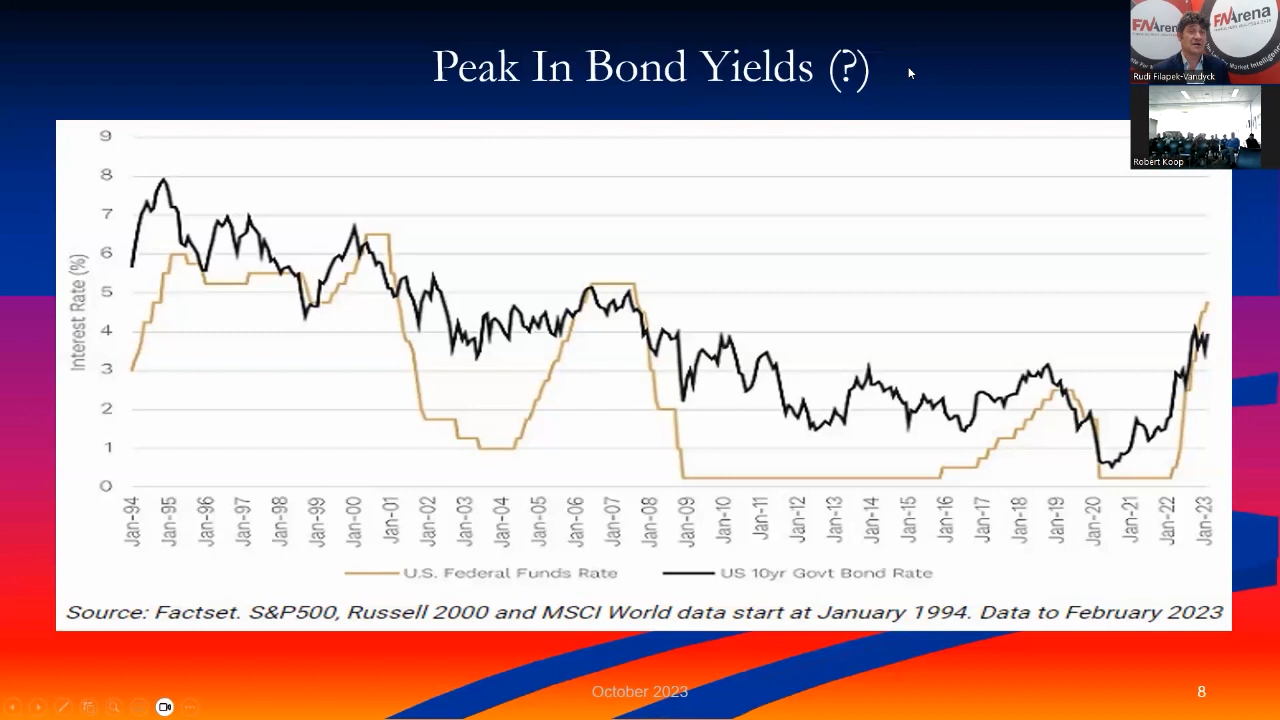 Peak In Bond Yields (?)
FNArena
FNArena
Rudi Filapek-Vandyck
Robert Koop
Interest Rate (%)
9
8
7
6
5
4
3
2
1
0
Jan-94
Jan-95
Jan-96
Jan-97
Jan-98
Jan-99
Jan-00
Jan-01
Jan-02
Jan-03
Jan-04
Jan-05
Jan-06
Jan-07
Jan-08
Jan-09
Jan-10
Jan-11
Jan-12
Jan-13
Jan-14
Jan-15
Jan-16
Jan-17
Jan-18
Jan-19
Jan-20
Jan-21
Jan-22
Jan-23
U.S. Federal Funds Rate
US 10yr Govt Bond Rate
Source: Factset. S&P500, Russell 2000 and MSCI World data start at January 1994. Data to February 2023
October 2023
8